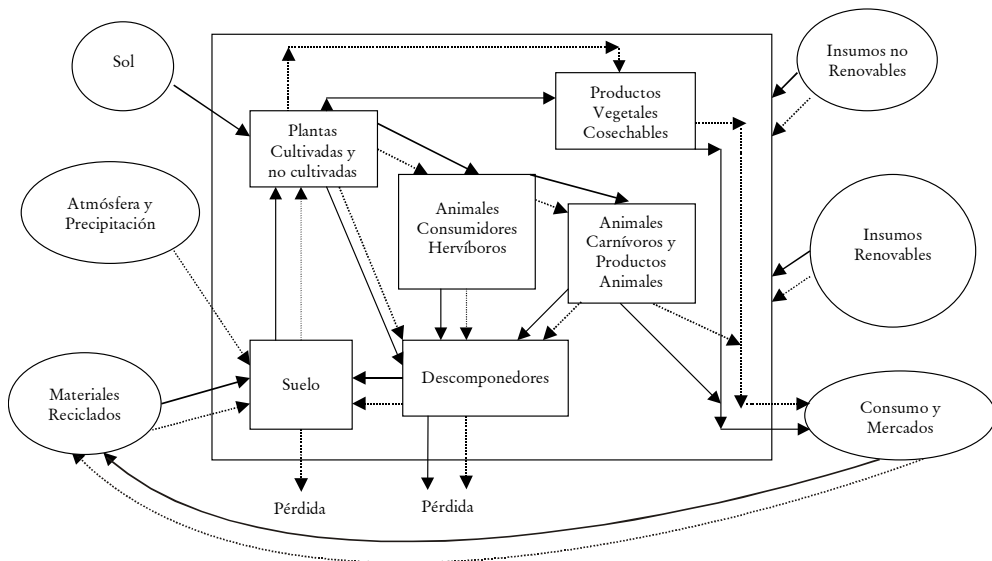 Sol
Insumos no
Renovables
Productos
Vegetales
Cosechables
Plantas
Cultivadas y
no cultivadas
Atmósfera y
Precipitación
Animales
Consumidores
Hervíboros
Animales
Carnívoros y
Productos
Animales
Insumos
Renovables
Materiales
Reciclados
Suelo
Descomponedores
Consumo y
Mercados
Pérdida
Pérdida